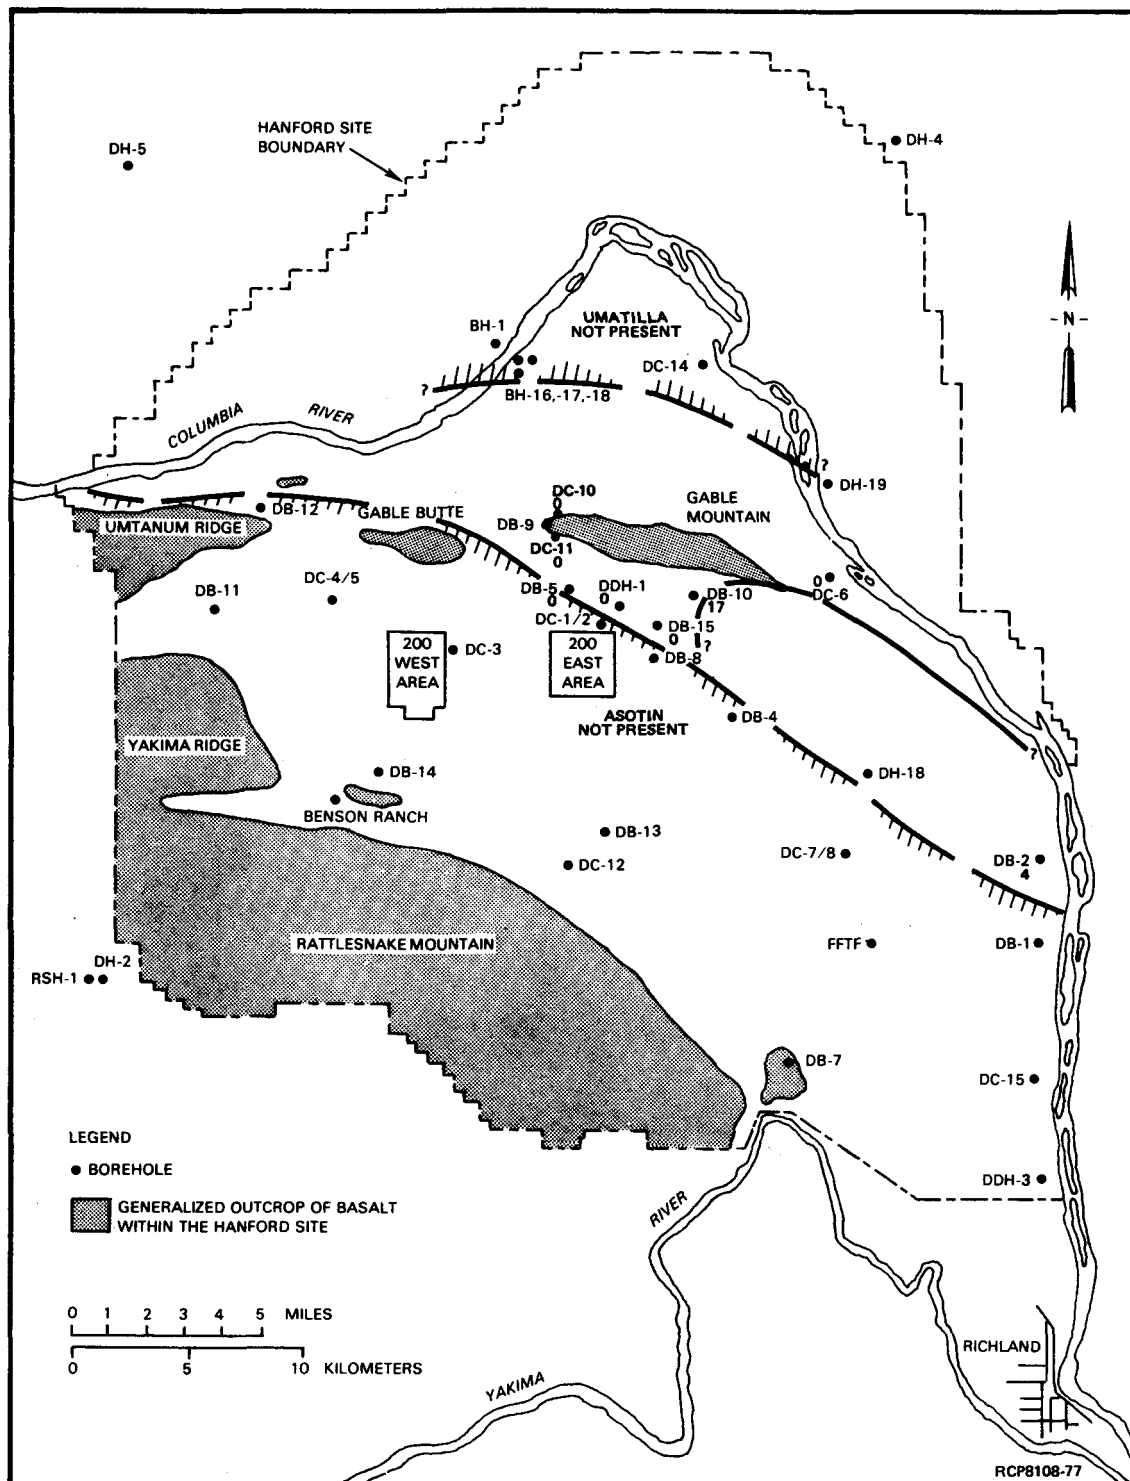 HANFORD SITE
BOUNDARY
DH-5
DH-4
N
UMATILLA
NOT PRESENT
BH-1
DC-14
?
BH-16,-17,-18
COLUMBIA
RIVER
?
DH-19
DC-10
0
GABLE
MOUNTAIN
DB-12
GABLE BUTTE
DB-9
UMTANUM RIDGE
DC-11
0
DC-4/5
DB-11
DB-5
0
DDH-1
0
DB-10
17
0
DC-6
DC-1/2
DB-15
0
?
200
WEST
AREA
DC-3
200
EAST
AREA
DB-8
ASOTIN
NOT PRESENT
DB-4
YAKIMA RIDGE
?
DB-14
DH-18
BENSON RANCH
DB-13
DC-12
DC-7/8
DB-2
4
RATTLESNAKE MOUNTAIN
FFTF
DB-1
DH-2
RSH-1
DB-7
DC-15
LEGEND
BOREHOLE
DDH-3
GENERALIZED OUTCROP OF BASALT
WITHIN THE HANFORD SITE
RIVER
0 1 2 3 4 5 MILES
0 5 10 KILOMETERS
RICHLAND
YAKIMA
RCP8108-77